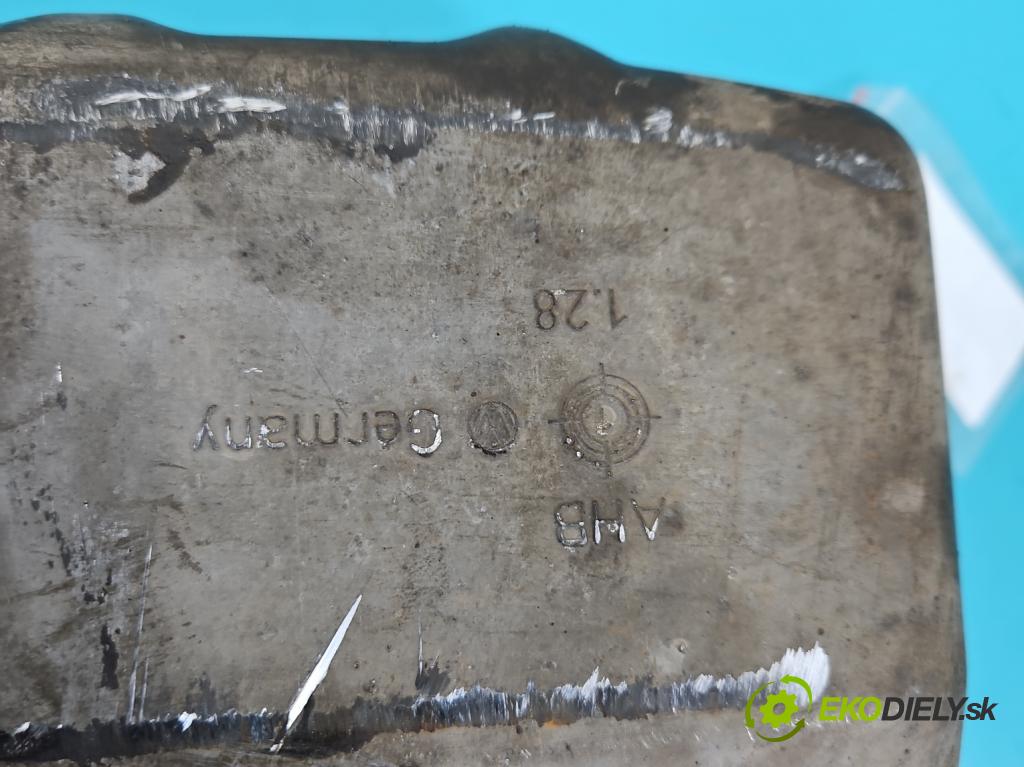 AHB
Germany
1.28
EKODIELY.sk